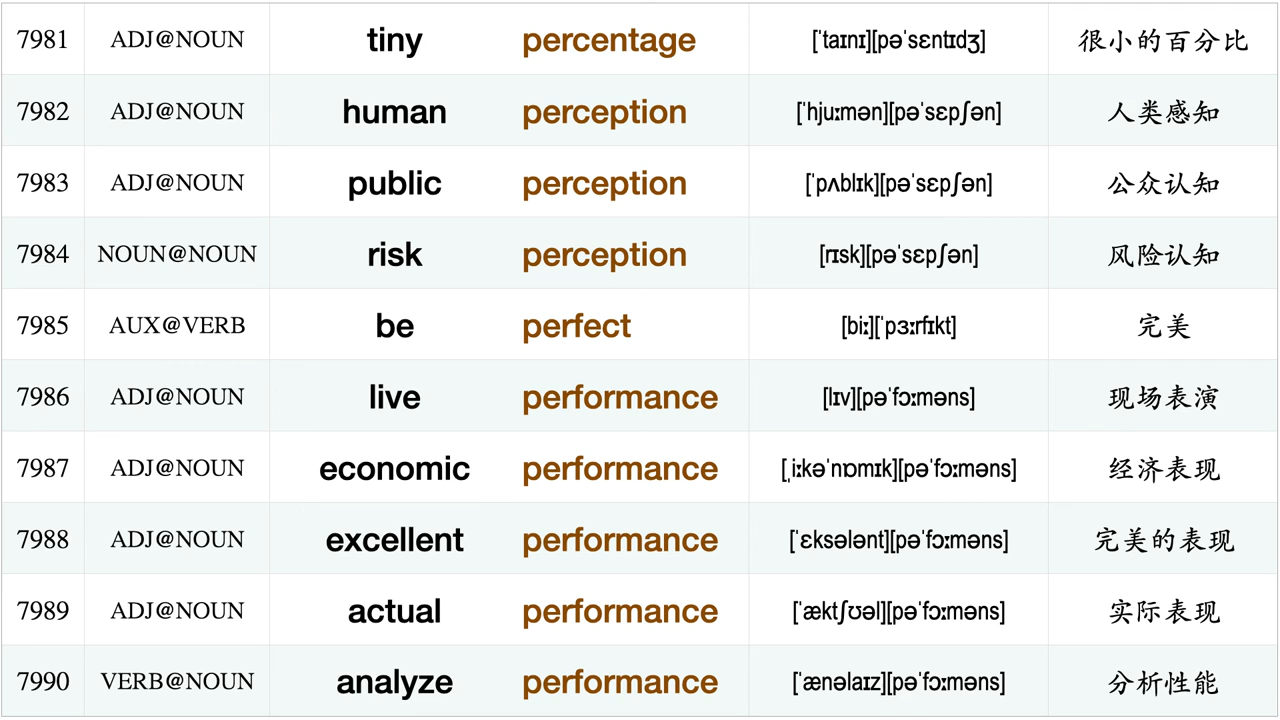 7981 ADJ@NOUN tiny percentage [ˈtaɪnɪ][pəˈsɛntɪdʒ] 很小的百分比
7982 ADJ@NOUN human perception [ˈhjuːmən][pəˈsɛpʃən] 人类感知
7983 ADJ@NOUN public perception [ˈpʌblɪk][pəˈsɛpʃən] 公众认知
7984 NOUN@NOUN risk perception [rɪsk][pəˈsɛpʃən] 风险认知
7985 AUX@VERB be perfect [biː][ˈpɜːrfɪkt] 完美
7986 ADJ@NOUN live performance [lɪv][pəˈfɔːməns] 现场表演
7987 ADJ@NOUN economic performance [ˌiːkəˈnɒmɪk][pəˈfɔːməns] 经济表现
7988 ADJ@NOUN excellent performance [ˈɛksələnt][pəˈfɔːməns] 完美的表现
7989 ADJ@NOUN actual performance [ˈæktʃʊəl][pəˈfɔːməns] 实际表现
7990 VERB@NOUN analyze performance [ˈænəlaɪz][pəˈfɔːməns] 分析性能